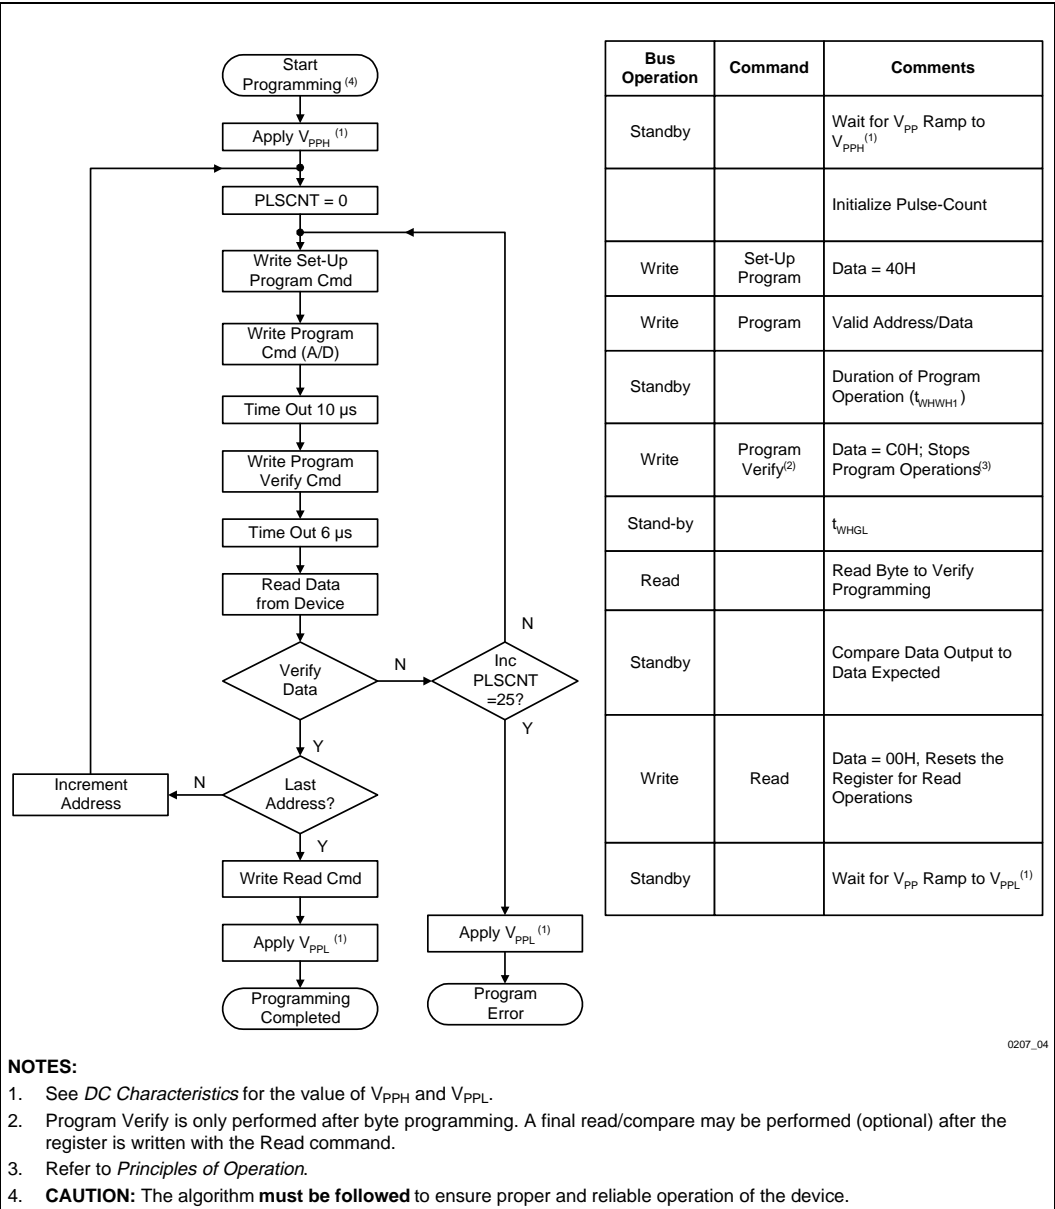 Start
Programming (4)
Apply VPPH (1)
PLSCNT = 0
Write Set-Up
Program Cmd
Write Program
Cmd (A/D)
Time Out 10 µs
Write Program
Verify Cmd
Time Out 6 µs
Read Data
from Device
Verify
Data
N
Inc
PLSCNT
=25?
N
Y
Y
Last
Address?
N
Increment
Address
Y
Write Read Cmd
Apply VPPL (1)
Programming
Completed
Apply VPPL (1)
Program
Error
Bus
Operation
Command
Comments
Standby
Wait for VPP Ramp to
VPPH(1)
Initialize Pulse-Count
Write
Set-Up
Program
Data = 40H
Write
Program
Valid Address/Data
Standby
Duration of Program
Operation (tWHWH1)
Write
Program
Verify(2)
Data = C0H; Stops
Program Operations(3)
Stand-by
tWHGL
Read
Read Byte to Verify
Programming
Standby
Compare Data Output to
Data Expected
Write
Read
Data = 00H, Resets the
Register for Read
Operations
Standby
Wait for VPP Ramp to VPPL(1)
0207_04
NOTES:
1. See DC Characteristics for the value of VPPH and VPPL.
2. Program Verify is only performed after byte programming. A final read/compare may be performed (optional) after the
register is written with the Read command.
3. Refer to Principles of Operation.
4. CAUTION: The algorithm must be followed to ensure proper and reliable operation of the device.